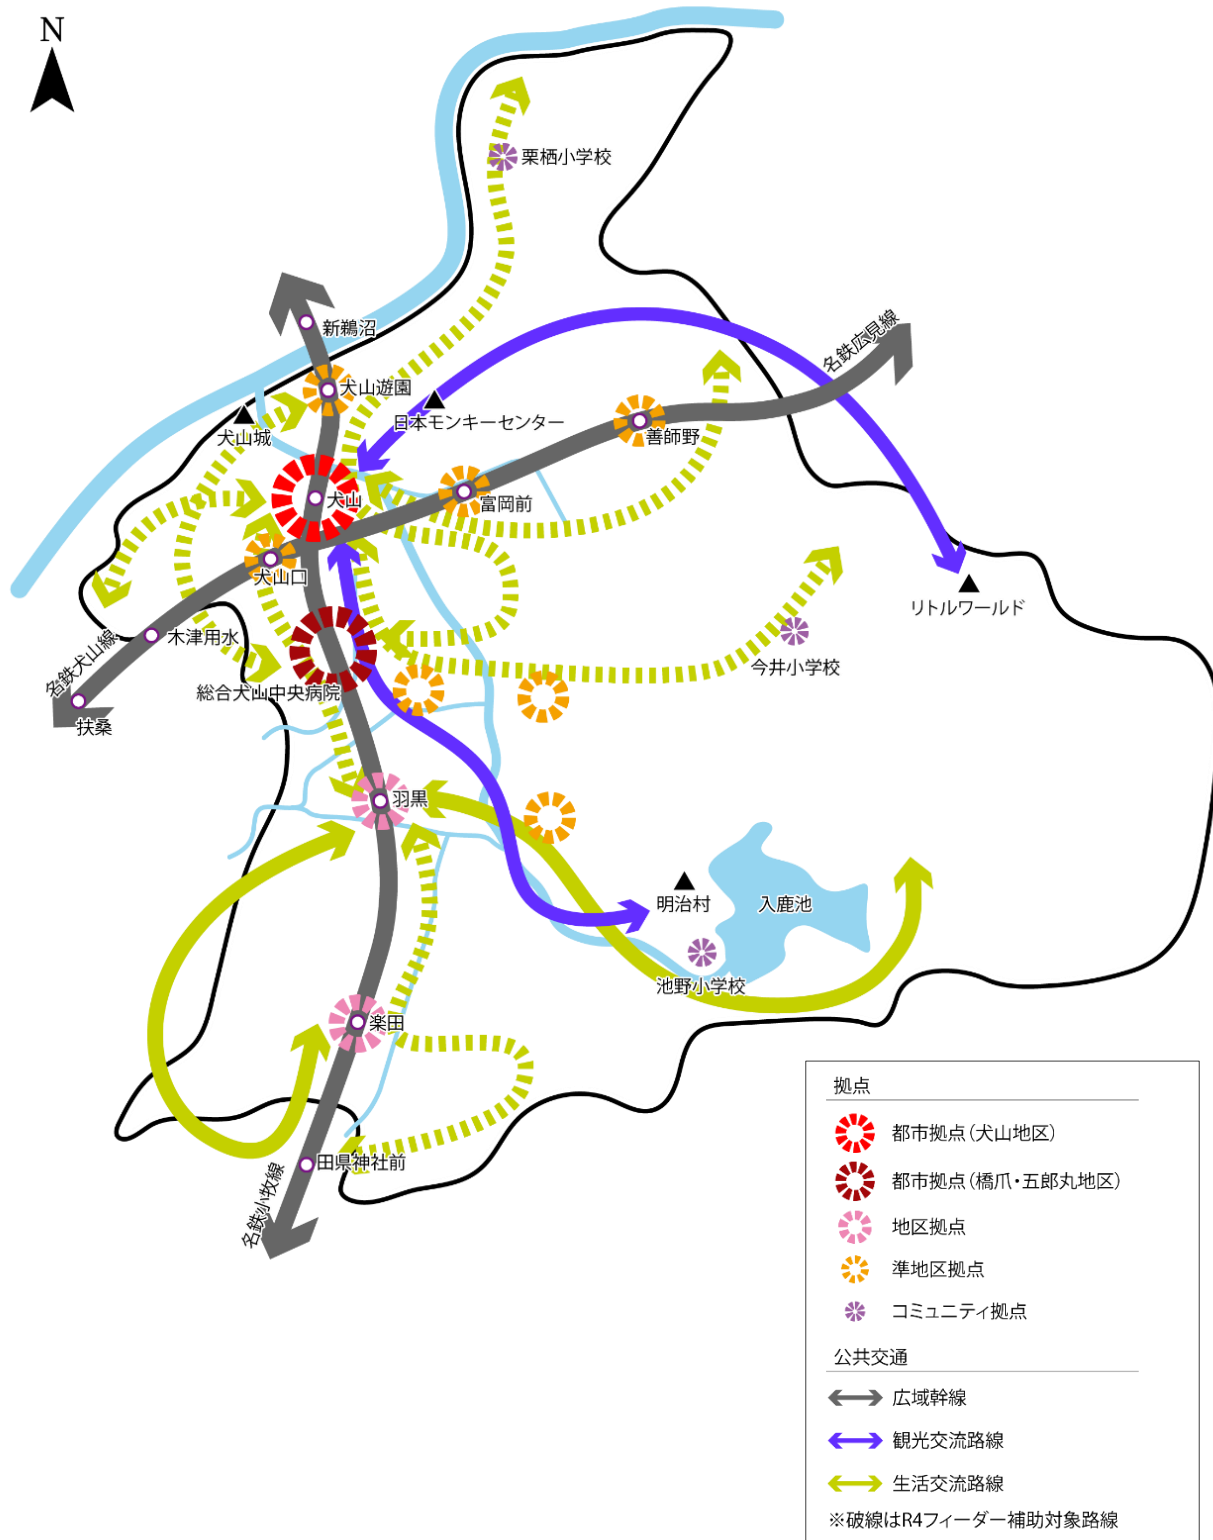 N
栗栖小学校
新鵜沼
名鉄広見線
犬山遊園
日本モンキーセンター
犬山城
善師野
犬山
富岡前
犬山口
リトルワールド
木津用水
名鉄犬山線
今井小学校
総合犬山中央病院
扶桑
羽黒
明治村
入鹿池
池野小学校
楽田
田県神社前
名鉄小牧線
拠点
都市拠点(犬山地区)
都市拠点(橋爪・五郎丸地区)
地区拠点
準地区拠点
コミュニティ拠点
公共交通
広域幹線
観光交流路線
生活交流路線
※破線はR4フィーダー補助対象路線